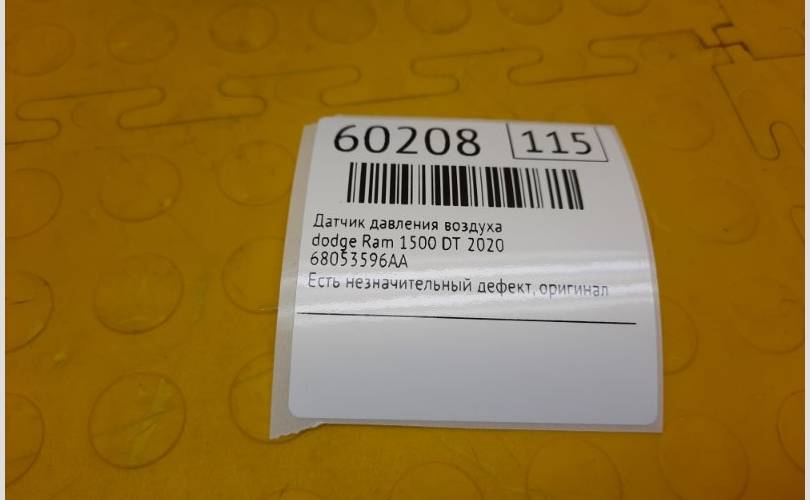 60208 115
Датчик давления воздуха
dodge Ram 1500 DT 2020
68053596AA
Есть незначительный дефект, оригинал